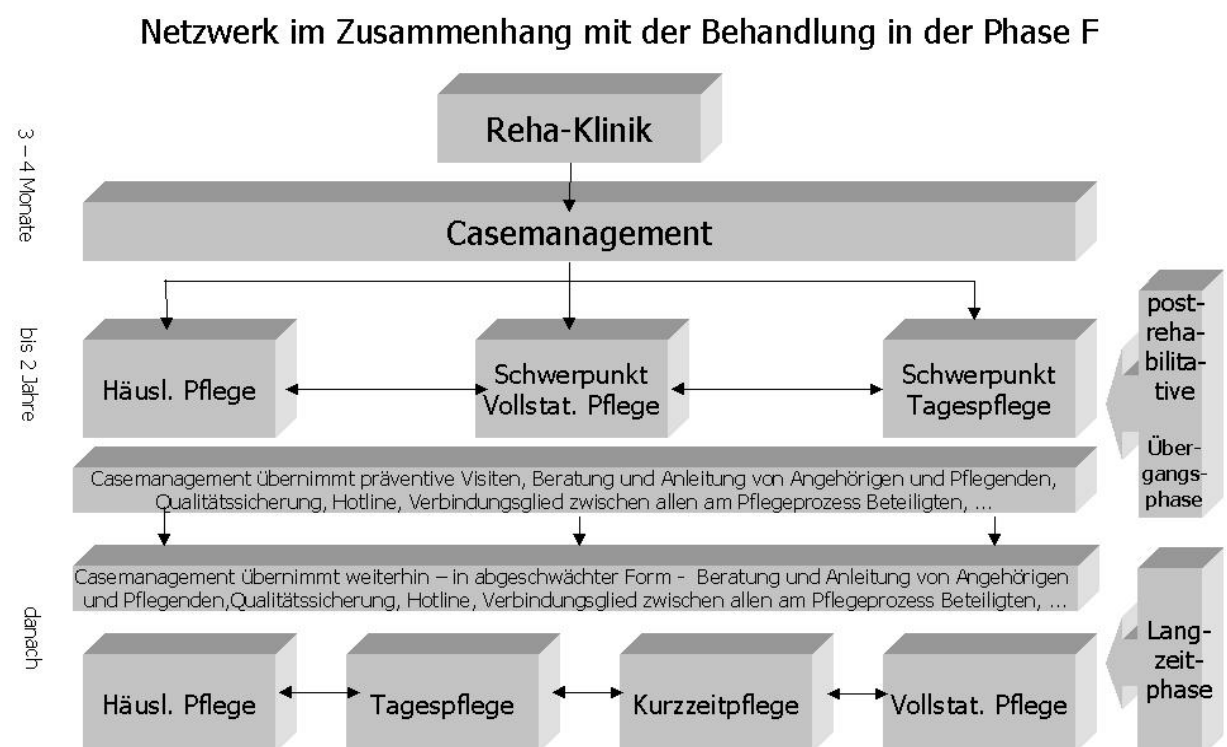 Netzwerk im Zusammenhang mit der Behandlung in der Phase F
3 – 4 Monate
Reha-Klinik
Casemanagement
bis 2 Jahre
Häusl. Pflege
Schwerpunkt
Vollstat. Pflege
Schwerpunkt
Tagespflege
post-
reha-
bilita-
tive
Über-
gangs-
phase
Casemanagement übernimmt präventive Visiten, Beratung und Anleitung von Angehörigen und Pflegenden,
Qualitätssicherung, Hotline, Verbindungsglied zwischen allen am Pflegeprozess Beteiligten, ...
Casemanagement übernimmt weiterhin – in abgeschwächter Form - Beratung und Anleitung von Angehörigen
und Pflegenden,Qualitätssicherung, Hotline, Verbindungsglied zwischen allen am Pflegeprozess Beteiligten, ...
danach
Häusl. Pflege
Tagespflege
Kurzzeitpflege
Vollstat. Pflege
Lang-
zeit-
phase